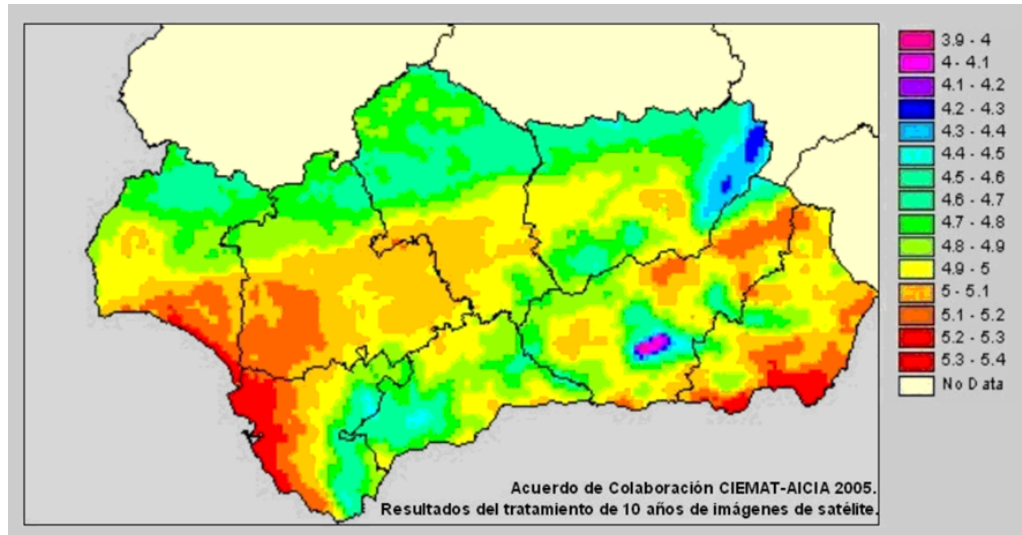 3.9 - 4
4 - 4.1
4.1 - 4.2
4.2 - 4.3
4.3 - 4.4
4.4 - 4.5
4.5 - 4.6
4.6 - 4.7
4.7 - 4.8
4.8 - 4.9
4.9 - 5
5 - 5.1
5.1 - 5.2
5.2 - 5.3
5.3 - 5.4
No Data
Acuerdo de Colaboración CIEMAT-AICIA 2005.
Resultados del tratamiento de 10 años de imágenes de satélite.